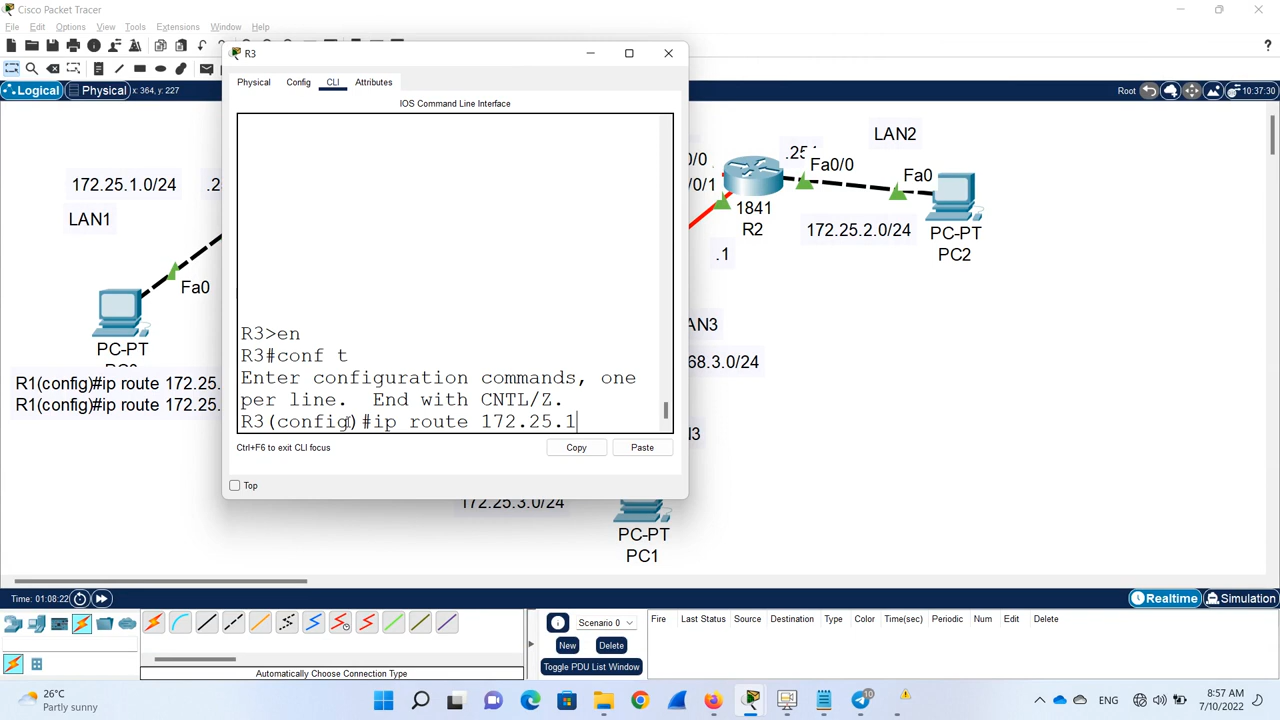 Cisco Packet Tracer
File Edit Options View Tools Extensions Window Help
Logical Physical x: 364, y: 227
Root 10:37:30
R3
Physical Config CLI Attributes
IOS Command Line Interface
R3>en
R3#conf t
Enter configuration commands, one
per line. End with CNTL/Z.
R3(config)#ip route 172.25.1
Ctrl+F6 to exit CLI focus
Copy Paste
Top
172.25.1.0/24
LAN1
Fa0
PC-PT
R1(config)#ip route 172.25.
R1(config)#ip route 172.25.
LAN2
Fa0/0
Fa0
1841
R2
172.25.2.0/24
PC-PT
PC2
.1
172.25.3.0/24
PC-PT
PC1
Time: 01:08:22
Realtime Simulation
Automatically Choose Connection Type
Scenario 0
New Delete
Toggle PDU List Window
Fire Last Status Source Destination Type Color Time(sec) Periodic Num Edit Delete
26°C
Partly sunny
10
ENG
8:57 AM
7/10/2022